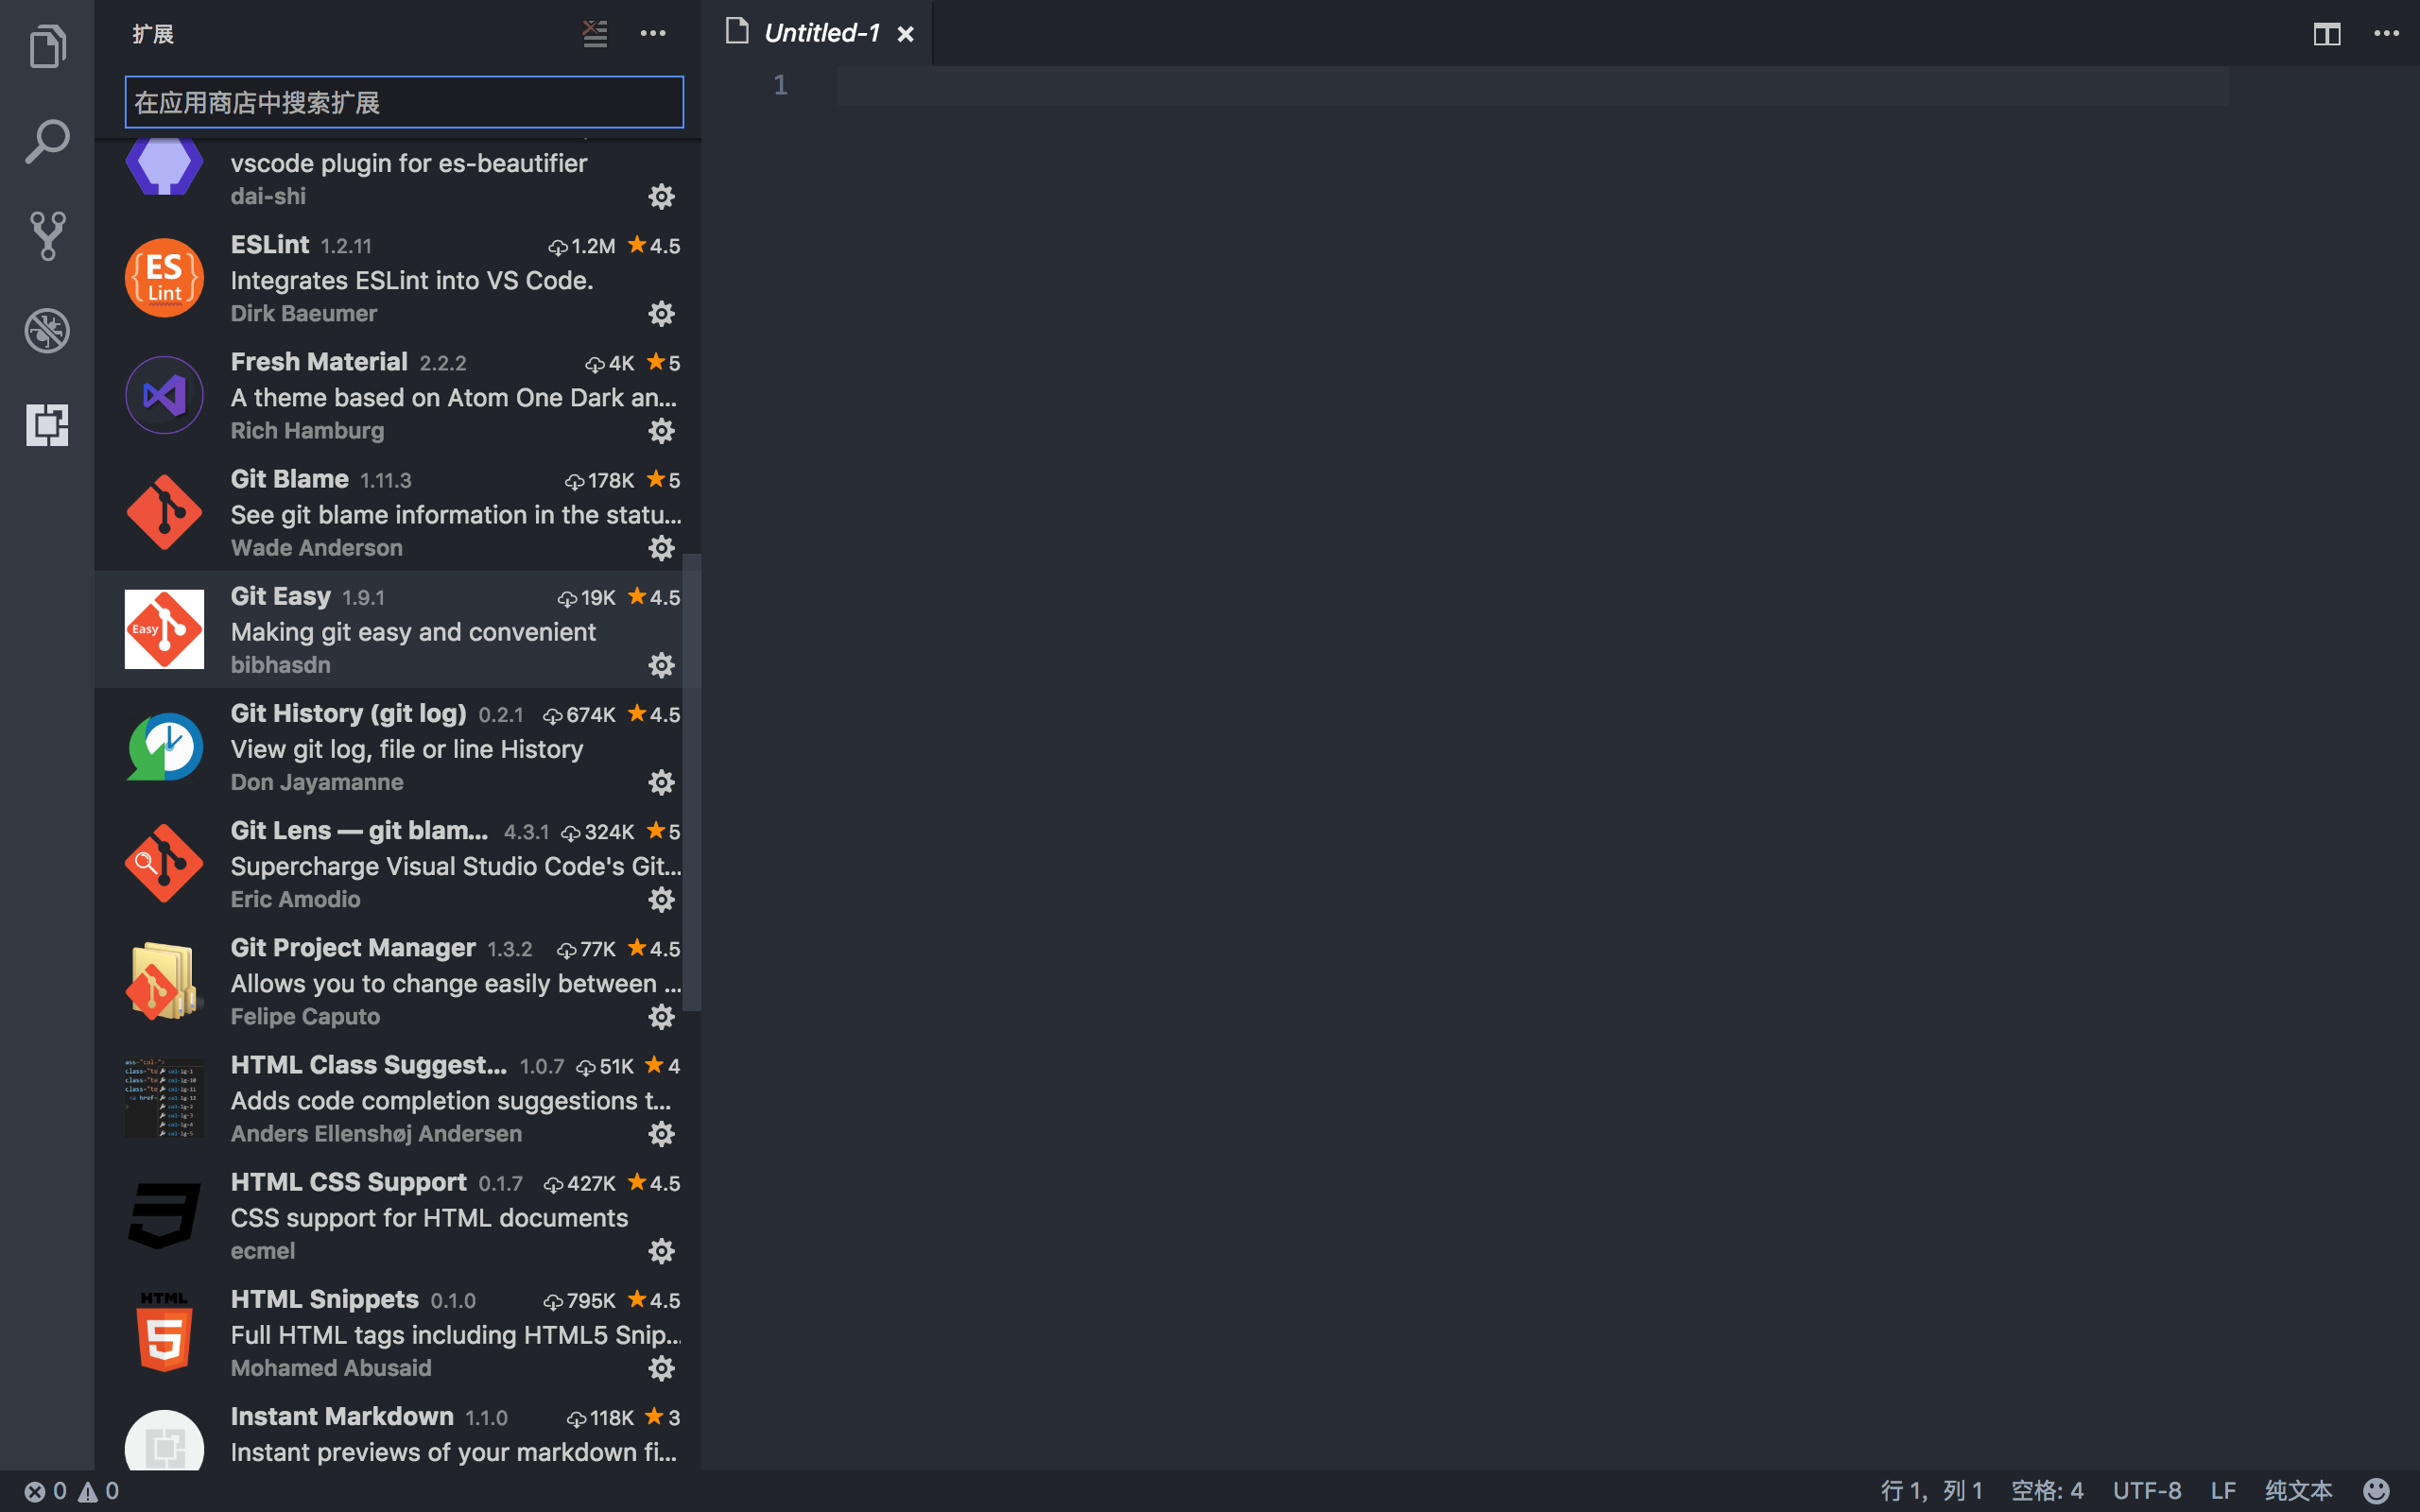 扩展
Untitled-1
1
在应用商店中搜索扩展
vscode plugin for es-beautifier
dai-shi
ES
Lint
ESLint 1.2.11 1.2M 4.5
Integrates ESLint into VS Code.
Dirk Baeumer
Fresh Material 2.2.2 4K 5
A theme based on Atom One Dark an...
Rich Hamburg
Git Blame 1.11.3 178K 5
See git blame information in the statu...
Wade Anderson
Easy
Git Easy 1.9.1 19K 4.5
Making git easy and convenient
bibhasdn
Git History (git log) 0.2.1 674K 4.5
View git log, file or line History
Don Jayamanne
Git Lens — git blam... 4.3.1 324K 5
Supercharge Visual Studio Code's Git...
Eric Amodio
Git Project Manager 1.3.2 77K 4.5
Allows you to change easily between ...
Felipe Caputo
HTML Class Suggest... 1.0.7 51K 4
Adds code completion suggestions t...
Anders Ellenshøj Andersen
HTML CSS Support 0.1.7 427K 4.5
CSS support for HTML documents
ecmel
HTML
5
HTML Snippets 0.1.0 795K 4.5
Full HTML tags including HTML5 Snip...
Mohamed Abusaid
Instant Markdown 1.1.0 118K 3
Instant previews of your markdown fi...
0 0
行 1，列 1 空格: 4 UTF-8 LF 纯文本